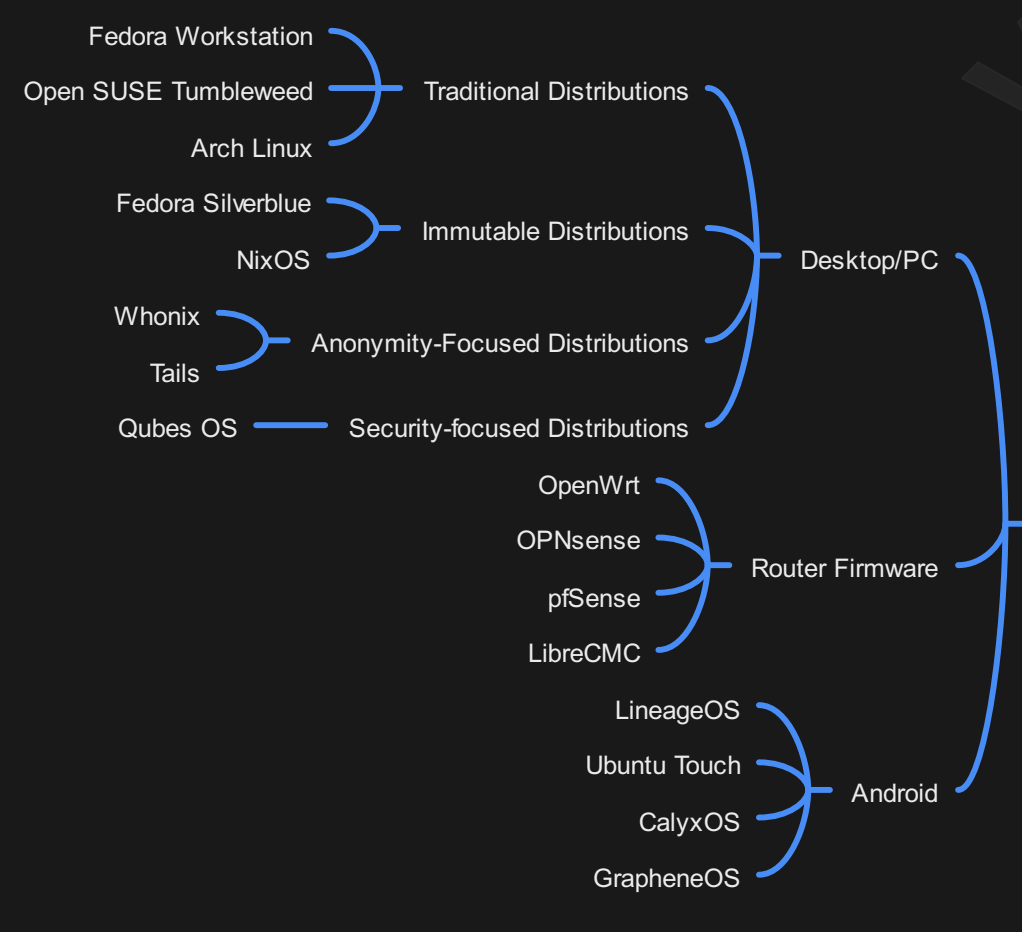 Fedora Workstation
Open SUSE Tumbleweed
Traditional Distributions
Arch Linux
Fedora Silverblue
Immutable Distributions
NixOS
Desktop/PC
Whonix
Anonymity-Focused Distributions
Tails
Qubes OS
Security-focused Distributions
OpenWrt
OPNsense
Router Firmware
pfSense
LibreCMC
LineageOS
Ubuntu Touch
Android
CalyxOS
GrapheneOS